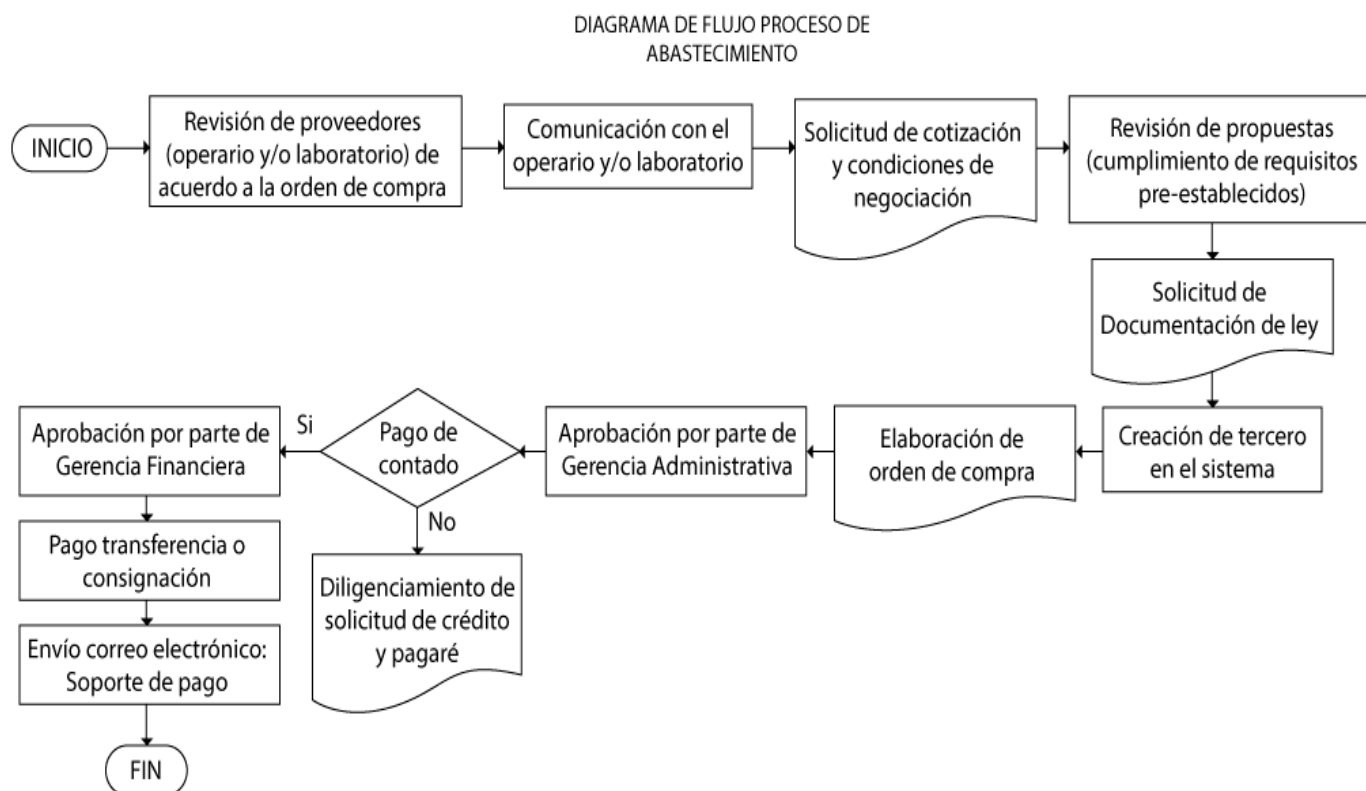 DIAGRAMA DE FLUJO PROCESO DE
ABASTECIMIENTO
INICIO
Revisión de proveedores
(operario y/o laboratorio) de
acuerdo a la orden de compra
Comunicación con el
operario y/o laboratorio
Solicitud de cotización
y condiciones de
negociación
Revisión de propuestas
(cumplimiento de requisitos
pre-establecidos)
Solicitud de
Documentación de ley
Creación de tercero
en el sistema
Elaboración de
orden de compra
Aprobación por parte de
Gerencia Administrativa
Pago de
contado
Si
Aprobación por parte de
Gerencia Financiera
Pago transferencia o
consignación
Envío correo electrónico:
Soporte de pago
FIN
No
Diligenciamiento de
solicitud de crédito
y pagaré